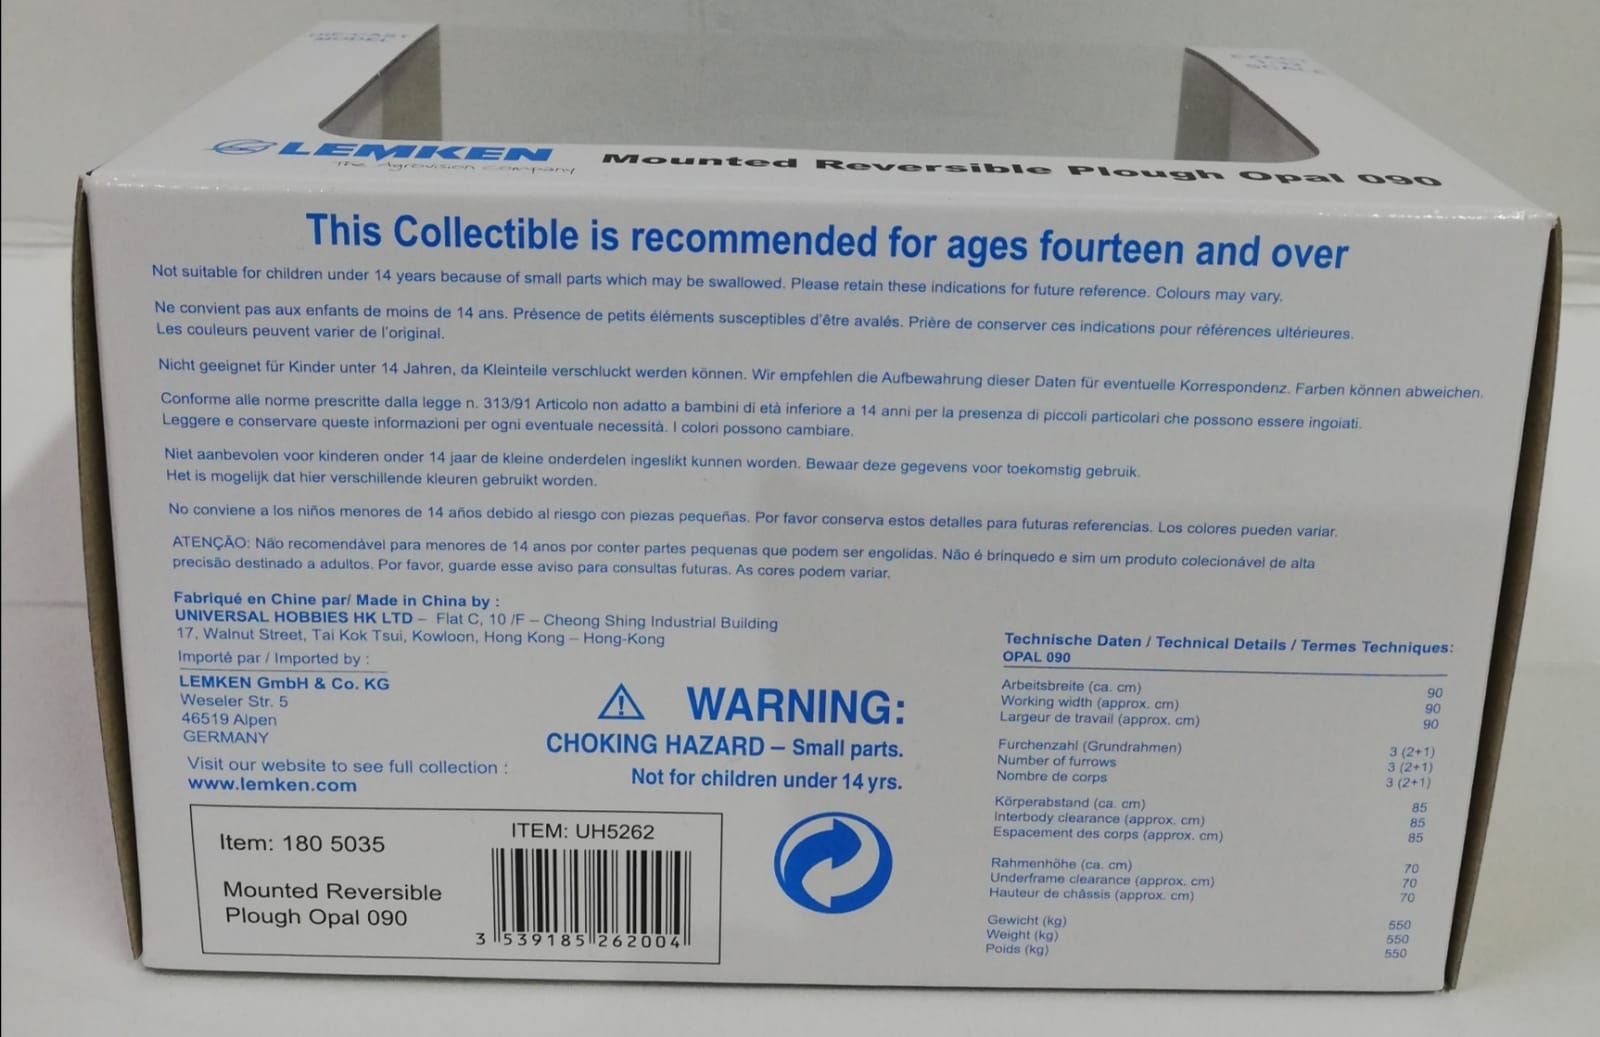 DIE-CAST
MODEL
EXACT
SCALE
LEMKEN
The Agrovision Company
Mounted Reversible Plough Opal 090
This Collectible is recommended for ages fourteen and over
Not suitable for children under 14 years because of small parts which may be swallowed. Please retain these indications for future reference. Colours may vary.
Ne convient pas aux enfants de moins de 14 ans. Présence de petits éléments susceptibles d'être avalés. Prière de conserver ces indications pour références ultérieures.
Les couleurs peuvent varier de l'original.
Nicht geeignet für Kinder unter 14 Jahren, da Kleinteile verschluckt werden können. Wir empfehlen die Aufbewahrung dieser Daten für eventuelle Korrespondenz. Farben können abweichen.
Conforme alle norme prescritte dalla legge n. 313/91 Articolo non adatto a bambini di età inferiore a 14 anni per la presenza di piccoli particolari che possono essere ingoiati.
Leggere e conservare queste informazioni per ogni eventuale necessità. I colori possono cambiare.
Niet aanbevolen voor kinderen onder 14 jaar de kleine onderdelen ingeslikt kunnen worden. Bewaar deze gegevens voor toekomstig gebruik.
Het is mogelijk dat hier verschillende kleuren gebruikt worden.
No conviene a los niños menores de 14 años debido al riesgo con piezas pequeñas. Por favor conserva estos detalles para futuras referencias. Los colores pueden variar.
ATENÇÃO: Não recomendável para menores de 14 anos por conter partes pequenas que podem ser engolidas. Não é brinquedo e sim um produto colecionável de alta
precisão destinado a adultos. Por favor, guarde esse aviso para consultas futuras. As cores podem variar.
Fabriqué en Chine par/ Made in China by :
UNIVERSAL HOBBIES HK LTD – Flat C, 10 /F – Cheong Shing Industrial Building
17, Walnut Street, Tai Kok Tsui, Kowloon, Hong Kong – Hong-Kong
Importé par / Imported by :
LEMKEN GmbH & Co. KG
Weseler Str. 5
46519 Alpen
GERMANY
Visit our website to see full collection :
www.lemken.com
WARNING:
CHOKING HAZARD – Small parts.
Not for children under 14 yrs.
Item: 180 5035
Mounted Reversible
Plough Opal 090
ITEM: UH5262
3 539185 262004
Technische Daten / Technical Details / Termes Techniques:
OPAL 090
Arbeitsbreite (ca. cm) 90
Working width (approx. cm) 90
Largeur de travail (approx. cm) 90
Furchenzahl (Grundrahmen) 3 (2+1)
Number of furrows 3 (2+1)
Nombre de corps 3 (2+1)
Körperabstand (ca. cm) 85
Interbody clearance (approx. cm) 85
Espacement des corps (approx. cm) 85
Rahmenhöhe (ca. cm) 70
Underframe clearance (approx. cm) 70
Hauteur de châssis (approx. cm) 70
Gewicht (kg) 550
Weight (kg) 550
Poids (kg) 550